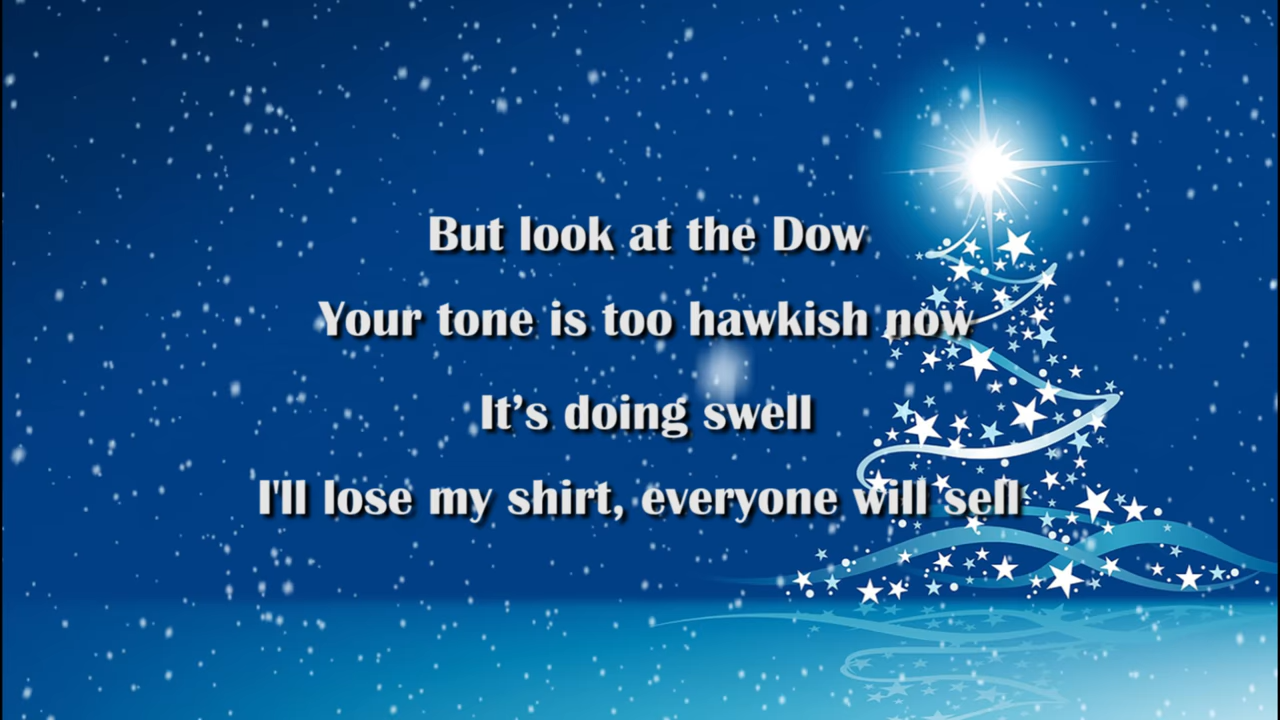 But look at the Dow
Your tone is too hawkish now
It’s doing swell
I'll lose my shirt, everyone will sell